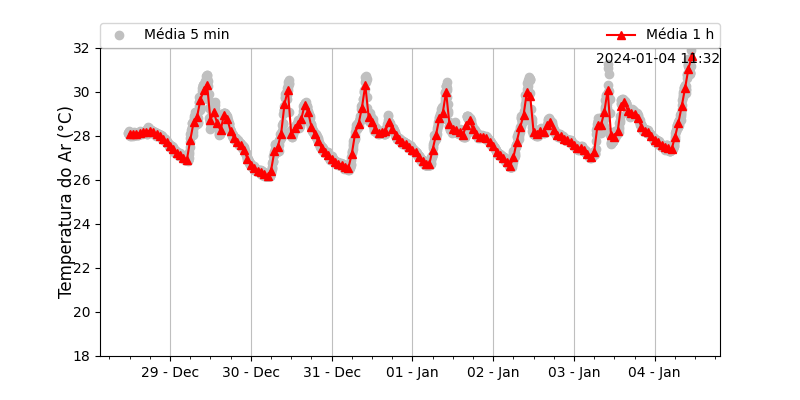 Média 5 min
Média 1 h
2024-01-04 11:32
Temperatura do Ar (°C)
32
30
28
26
24
22
20
18
29 - Dec
30 - Dec
31 - Dec
01 - Jan
02 - Jan
03 - Jan
04 - Jan